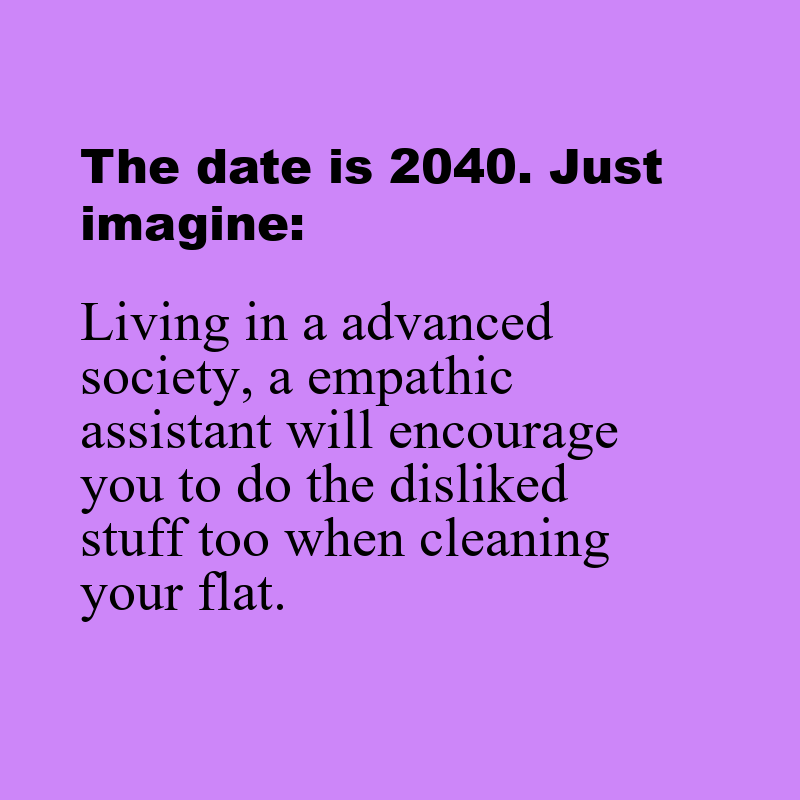 The date is 2040. Just
imagine:
Living in a advanced
society, a empathic
assistant will encourage
you to do the disliked
stuff too when cleaning
your flat.